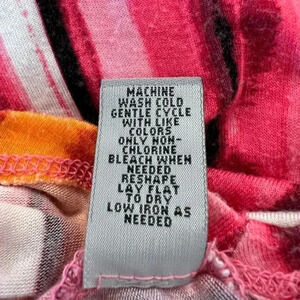 MACHINE
WASH COLD
GENTLE CYCLE
WITH LIKE
COLORS
ONLY NON-
CHLORINE
BLEACH WHEN
NEEDED
RESHAPE
LAY FLAT
TO DRY
LOW IRON AS
NEEDED